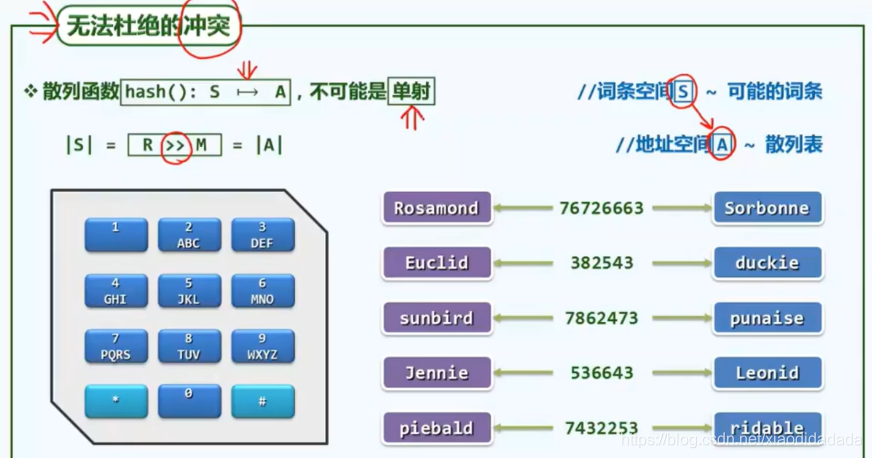 无法杜绝的冲突
❖ 散列函数 hash(): S ↦ A , 不可能是 单射
//词条空间 S ~ 可能的词条
|S| = R >> M = |A|
//地址空间 A ~ 散列表
1
2 ABC
3 DEF
4 GHI
5 JKL
6 MNO
7 PQRS
8 TUV
9 WXYZ
*
0
#
Rosamond 76726663 Sorbonne
Euclid 382543 duckie
sunbird 7862473 punaise
Jennie 536643 Leonid
piebald 7432253 ridable
https://blog.csdn.net/xiaodidadada